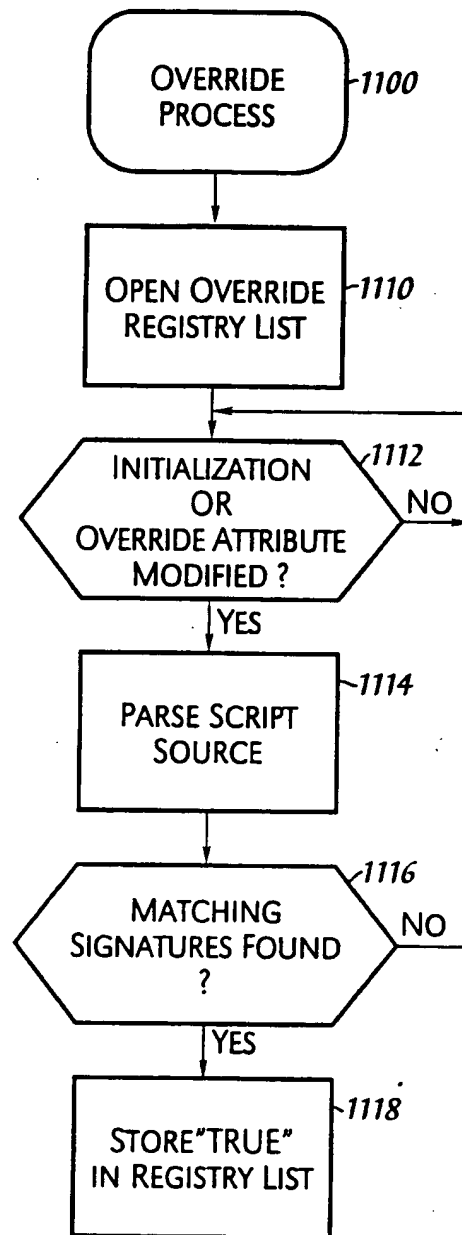 OVERRIDE
PROCESS
1100
OPEN OVERRIDE
REGISTRY LIST
1110
INITIALIZATION
OR
OVERRIDE ATTRIBUTE
MODIFIED ?
1112
NO
YES
PARSE SCRIPT
SOURCE
1114
MATCHING
SIGNATURES FOUND
?
1116
NO
YES
STORE"TRUE"
IN REGISTRY LIST
1118